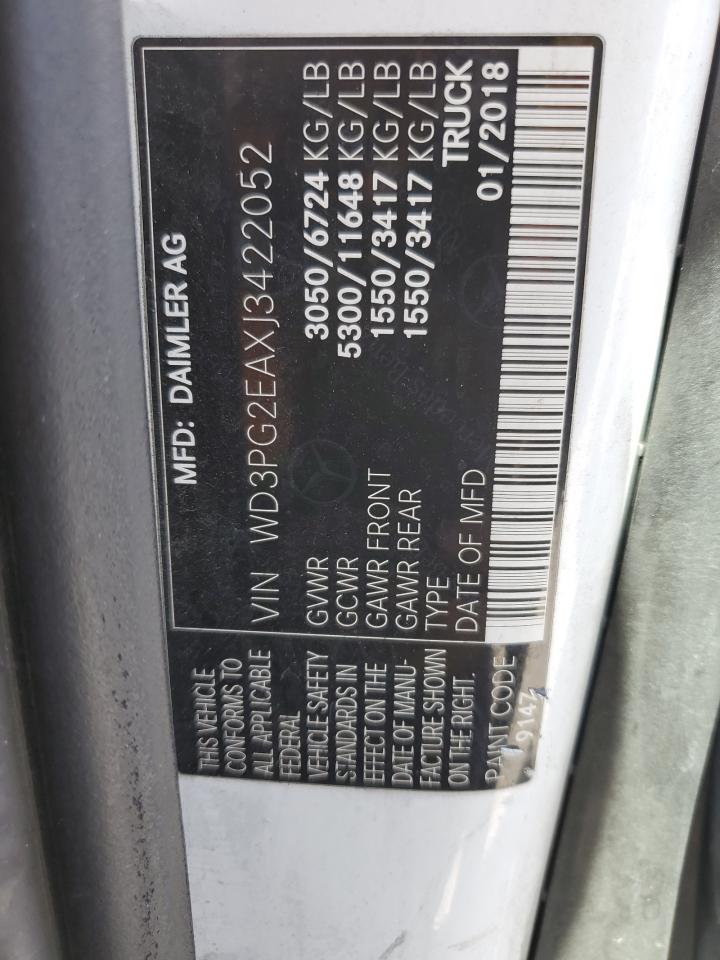 MFD: DAIMLER AG
VIN WD3PG2EAXJ3422052
GVWR 3050/6724 KG/LB
GCWR 5300/11648 KG/LB
GAWR FRONT 1550/3417 KG/LB
GAWR REAR 1550/3417 KG/LB
TYPE TRUCK
DATE OF MFD 01/2018
THIS VEHICLE
CONFORMS TO
ALL APPLICABLE
FEDERAL
VEHICLE SAFETY
STANDARDS IN
EFFECT ON THE
DATE OF MANU-
FACTURE SHOWN
ON THE RIGHT.
PAINT CODE
9147